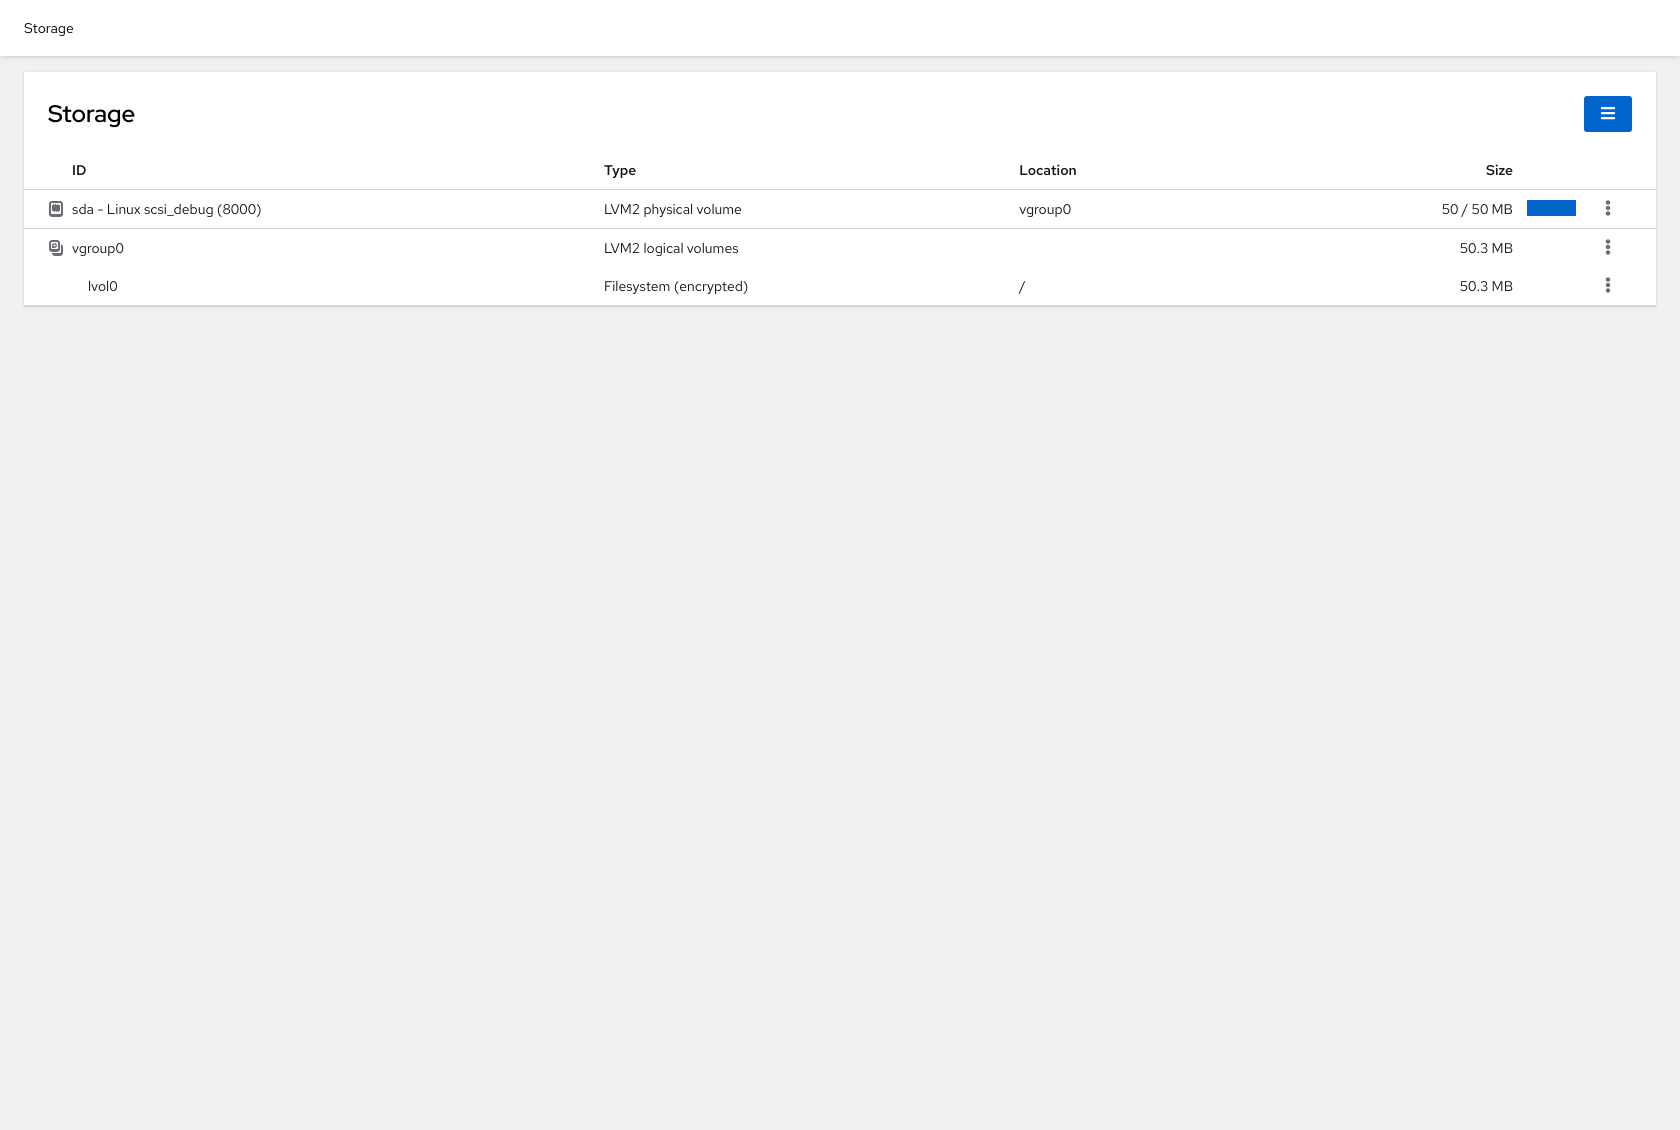 Storage
Storage
ID Type Location Size
sda - Linux scsi_debug (8000) LVM2 physical volume vgroup0 50 / 50 MB
vgroup0 LVM2 logical volumes 50.3 MB
lvol0 Filesystem (encrypted) / 50.3 MB